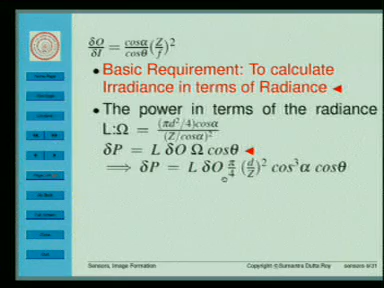 δO/δI = cosα/cosθ (Z/f)²
• Basic Requirement: To calculate
Irradiance in terms of Radiance ◄
• The power in terms of the radiance
L:Ω = (πd²/4)cosα/(Z/cosα)²
δP = L δO Ω cosθ ◄
⟹ δP = L δO π/4 (d/Z)² cos³α cosθ
Sensors, Image Formation
Copyright © Sumantra Dutta Roy